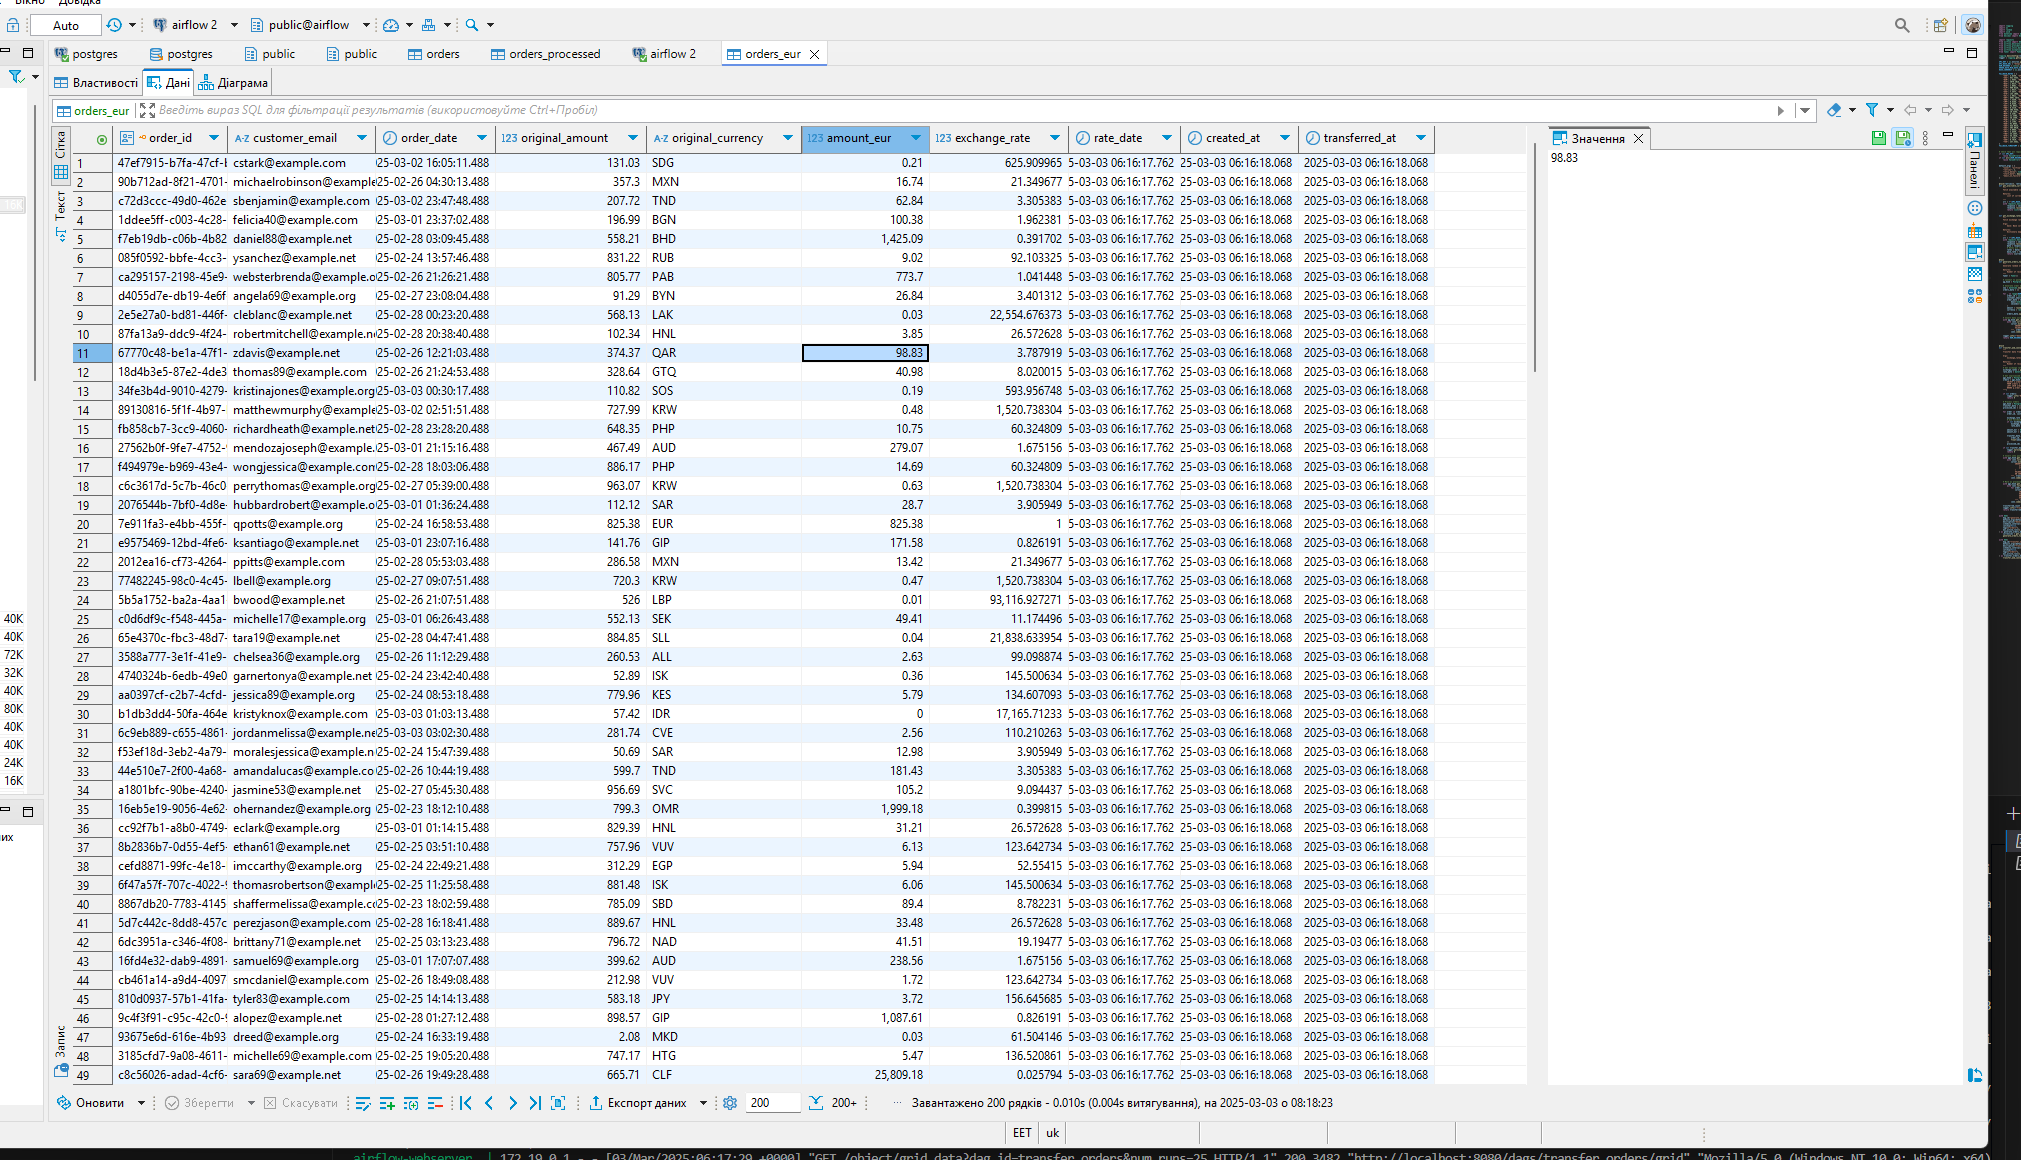 Вікно Довідка
Auto airflow 2 public@airflow
postgres postgres public public orders orders_processed airflow 2 orders_eur
Властивості Дані Діаграма
orders_eur Введіть вираз SQL для фільтрації результатів (використовуйте Ctrl+Пробіл)
order_id customer_email order_date original_amount original_currency amount_eur exchange_rate rate_date created_at transferred_at
1 47ef7915-b7fa-47cf- cstark@example.com 25-03-02 16:05:11.488 131.03 SDG 0.21 625.909965 5-03-03 06:16:17.762 25-03-03 06:16:18.068 2025-03-03 06:16:18.068
2 90b712ad-8f21-4701- michaelrobinson@example 25-02-26 04:30:13.488 357.3 MXN 16.74 21.349677 5-03-03 06:16:17.762 25-03-03 06:16:18.068 2025-03-03 06:16:18.068
3 c72d3ccc-49d0-462e sbenjamin@example.com 25-03-02 23:47:48.488 207.72 TND 62.84 3.305383 5-03-03 06:16:17.762 25-03-03 06:16:18.068 2025-03-03 06:16:18.068
4 1ddee5ff-c003-4c28- felicia40@example.com 25-03-01 23:37:02.488 196.99 BGN 100.38 1.962381 5-03-03 06:16:17.762 25-03-03 06:16:18.068 2025-03-03 06:16:18.068
5 f7eb19db-c06b-4b82 daniel88@example.net 25-02-28 03:09:45.488 558.21 BHD 1,425.09 0.391702 5-03-03 06:16:17.762 25-03-03 06:16:18.068 2025-03-03 06:16:18.068
6 085f0592-bbfe-4cc3- ysanchez@example.net 25-02-24 13:57:46.488 831.22 RUB 9.02 92.103325 5-03-03 06:16:17.762 25-03-03 06:16:18.068 2025-03-03 06:16:18.068
7 ca295157-2198-45e9- websterbrenda@example.o 25-02-26 21:26:21.488 805.77 PAB 773.7 1.041448 5-03-03 06:16:17.762 25-03-03 06:16:18.068 2025-03-03 06:16:18.068
8 d4055d7e-db19-4e6f angela69@example.org 25-02-27 23:08:04.488 91.29 BYN 26.84 3.401312 5-03-03 06:16:17.762 25-03-03 06:16:18.068 2025-03-03 06:16:18.068
9 2e5e27a0-bd81-446f- cleblanc@example.net 25-02-28 00:23:20.488 568.13 LAK 0.03 22,554.676373 5-03-03 06:16:17.762 25-03-03 06:16:18.068 2025-03-03 06:16:18.068
10 87fa13a9-ddc9-4f24- robertmitchell@example.n 25-02-28 20:38:40.488 102.34 HNL 3.85 26.572628 5-03-03 06:16:17.762 25-03-03 06:16:18.068 2025-03-03 06:16:18.068
11 67770c48-be1a-47f1- zdavis@example.net 25-02-26 12:21:03.488 374.37 QAR 98.83 3.787919 5-03-03 06:16:17.762 25-03-03 06:16:18.068 2025-03-03 06:16:18.068
12 18d4b3e5-87e2-4de3 thomas89@example.com 25-02-26 21:24:53.488 328.64 GTQ 40.98 8.020015 5-03-03 06:16:17.762 25-03-03 06:16:18.068 2025-03-03 06:16:18.068
13 34fe3b4d-9010-4279- kristinajones@example.org 25-03-03 00:30:17.488 110.82 SOS 0.19 593.956748 5-03-03 06:16:17.762 25-03-03 06:16:18.068 2025-03-03 06:16:18.068
14 89130816-5f1f-4b97- matthewmurphy@example 25-03-02 02:51:51.488 727.99 KRW 0.48 1,520.738304 5-03-03 06:16:17.762 25-03-03 06:16:18.068 2025-03-03 06:16:18.068
15 fb858cb7-3cc9-4060- richardheath@example.net 25-02-28 23:28:20.488 648.35 PHP 10.75 60.324809 5-03-03 06:16:17.762 25-03-03 06:16:18.068 2025-03-03 06:16:18.068
16 27562b0f-9fe7-4752- mendozajoseph@example. 25-03-01 21:15:16.488 467.49 AUD 279.07 1.675156 5-03-03 06:16:17.762 25-03-03 06:16:18.068 2025-03-03 06:16:18.068
17 f494979e-b969-43e4- wongjessica@example.com 25-02-28 18:03:06.488 886.17 PHP 14.69 60.324809 5-03-03 06:16:17.762 25-03-03 06:16:18.068 2025-03-03 06:16:18.068
18 c6c3617d-5c7b-46c0 perrythomas@example.org 25-02-27 05:39:00.488 963.07 KRW 0.63 1,520.738304 5-03-03 06:16:17.762 25-03-03 06:16:18.068 2025-03-03 06:16:18.068
19 2076544b-7bf0-4d8e- hubbardrobert@example.o 25-03-01 01:36:24.488 112.12 SAR 28.7 3.905949 5-03-03 06:16:17.762 25-03-03 06:16:18.068 2025-03-03 06:16:18.068
20 7e911fa3-e4bb-455f- qpotts@example.org 25-02-24 16:58:53.488 825.38 EUR 825.38 1 5-03-03 06:16:17.762 25-03-03 06:16:18.068 2025-03-03 06:16:18.068
21 e9575469-12bd-4fe6- ksantiago@example.net 25-03-01 23:07:16.488 141.76 GIP 171.58 0.826191 5-03-03 06:16:17.762 25-03-03 06:16:18.068 2025-03-03 06:16:18.068
22 2012ea16-cf73-4264- ppitts@example.com 25-02-28 05:53:03.488 286.58 MXN 13.42 21.349677 5-03-03 06:16:17.762 25-03-03 06:16:18.068 2025-03-03 06:16:18.068
23 77482245-98c0-4c45- lbell@example.org 25-02-27 09:07:51.488 720.3 KRW 0.47 1,520.738304 5-03-03 06:16:17.762 25-03-03 06:16:18.068 2025-03-03 06:16:18.068
24 5b5a1752-ba2a-4aa1 bwood@example.net 25-02-26 21:07:51.488 526 LBP 0.01 93,116.927271 5-03-03 06:16:17.762 25-03-03 06:16:18.068 2025-03-03 06:16:18.068
25 c0d6df9c-f548-445a- michelle17@example.org 25-03-01 06:26:43.488 552.13 SEK 49.41 11.174496 5-03-03 06:16:17.762 25-03-03 06:16:18.068 2025-03-03 06:16:18.068
26 65e4370c-fbc3-48d7- tara19@example.net 25-02-28 04:47:41.488 884.85 SLL 0.04 21,838.633954 5-03-03 06:16:17.762 25-03-03 06:16:18.068 2025-03-03 06:16:18.068
27 3588a777-3e1f-41e9- chelsea36@example.org 25-02-26 11:12:29.488 260.53 ALL 2.63 99.098874 5-03-03 06:16:17.762 25-03-03 06:16:18.068 2025-03-03 06:16:18.068
28 4740324b-6edb-49e0 garnertonya@example.net 25-02-24 23:42:40.488 52.89 ISK 0.36 145.500634 5-03-03 06:16:17.762 25-03-03 06:16:18.068 2025-03-03 06:16:18.068
29 aa0397cf-c2b7-4cfd- jessica89@example.org 25-02-24 08:53:18.488 779.96 KES 5.79 134.607093 5-03-03 06:16:17.762 25-03-03 06:16:18.068 2025-03-03 06:16:18.068
30 b1db3dd4-50fa-464e kristyknox@example.com 25-03-03 01:03:13.488 57.42 IDR 0 17,165.71233 5-03-03 06:16:17.762 25-03-03 06:16:18.068 2025-03-03 06:16:18.068
31 6c9eb889-c655-4861- jordanmelissa@example.ne 25-03-03 03:02:30.488 281.74 CVE 2.56 110.210263 5-03-03 06:16:17.762 25-03-03 06:16:18.068 2025-03-03 06:16:18.068
32 f53ef18d-3eb2-4a79- moralesjessica@example.n 25-02-24 15:47:39.488 50.69 SAR 12.98 3.905949 5-03-03 06:16:17.762 25-03-03 06:16:18.068 2025-03-03 06:16:18.068
33 44e510e7-2f00-4a68- amandalucas@example.co 25-02-26 10:44:19.488 599.7 TND 181.43 3.305383 5-03-03 06:16:17.762 25-03-03 06:16:18.068 2025-03-03 06:16:18.068
34 a1801bfc-90be-4240- jasmine53@example.net 25-02-27 05:45:30.488 956.69 SVC 105.2 9.094437 5-03-03 06:16:17.762 25-03-03 06:16:18.068 2025-03-03 06:16:18.068
35 16eb5e19-9056-4e62- ohernandez@example.org 25-02-23 18:12:10.488 799.3 OMR 1,999.18 0.399815 5-03-03 06:16:17.762 25-03-03 06:16:18.068 2025-03-03 06:16:18.068
36 cc92f7b1-a8b0-4749- eclark@example.org 25-03-01 01:14:15.488 829.39 HNL 31.21 26.572628 5-03-03 06:16:17.762 25-03-03 06:16:18.068 2025-03-03 06:16:18.068
37 8b2836b7-0d55-4ef5- ethan61@example.net 25-02-25 03:51:10.488 757.96 VUV 6.13 123.642734 5-03-03 06:16:17.762 25-03-03 06:16:18.068 2025-03-03 06:16:18.068
38 cefd8871-99fc-4e18- imccarthy@example.org 25-02-24 22:49:21.488 312.29 EGP 5.94 52.55415 5-03-03 06:16:17.762 25-03-03 06:16:18.068 2025-03-03 06:16:18.068
39 6f47a57f-707c-4022- thomasrobertson@exampl 25-02-25 11:25:58.488 881.48 ISK 6.06 145.500634 5-03-03 06:16:17.762 25-03-03 06:16:18.068 2025-03-03 06:16:18.068
40 8867db20-7783-4145 shaffermelissa@example.c 25-02-23 18:02:59.488 785.09 SBD 89.4 8.782231 5-03-03 06:16:17.762 25-03-03 06:16:18.068 2025-03-03 06:16:18.068
41 5d7c442c-8dd8-457c perezjason@example.com 25-02-28 16:18:41.488 889.67 HNL 33.48 26.572628 5-03-03 06:16:17.762 25-03-03 06:16:18.068 2025-03-03 06:16:18.068
42 6dc3951a-c346-4f08- brittany71@example.net 25-02-25 03:13:23.488 796.72 NAD 41.51 19.19477 5-03-03 06:16:17.762 25-03-03 06:16:18.068 2025-03-03 06:16:18.068
43 16fd4e32-dab9-4891- samuel69@example.org 25-03-01 17:07:07.488 399.62 AUD 238.56 1.675156 5-03-03 06:16:17.762 25-03-03 06:16:18.068 2025-03-03 06:16:18.068
44 cb461a14-a9d4-4097 smcdaniel@example.com 25-02-26 18:49:08.488 212.98 VUV 1.72 123.642734 5-03-03 06:16:17.762 25-03-03 06:16:18.068 2025-03-03 06:16:18.068
45 810d0937-57b1-41fa- tyler83@example.com 25-02-25 14:14:13.488 583.18 JPY 3.72 156.645685 5-03-03 06:16:17.762 25-03-03 06:16:18.068 2025-03-03 06:16:18.068
46 9c4f3f91-c95c-42c0- alopez@example.net 25-02-28 01:27:12.488 898.57 GIP 1,087.61 0.826191 5-03-03 06:16:17.762 25-03-03 06:16:18.068 2025-03-03 06:16:18.068
47 93675e6d-616e-4b93 dreed@example.org 25-02-24 16:33:19.488 2.08 MKD 0.03 61.504146 5-03-03 06:16:17.762 25-03-03 06:16:18.068 2025-03-03 06:16:18.068
48 3185cfd7-9a08-4611- michelle69@example.com 25-02-25 19:05:20.488 747.17 HTG 5.47 136.520861 5-03-03 06:16:17.762 25-03-03 06:16:18.068 2025-03-03 06:16:18.068
49 c8c56026-adad-4cf6- sara69@example.net 25-02-26 19:49:28.488 665.71 CLF 25,809.18 0.025794 5-03-03 06:16:17.762 25-03-03 06:16:18.068 2025-03-03 06:16:18.068
Сітка
Текст
Запис
Значення
98.83
Панелі
16K
40K
40K
72K
32K
40K
80K
40K
40K
24K
16K
их
Оновити Зберегти Скасувати Експорт даних 200 200+ Завантажено 200 рядків - 0.010s (0.004s витягування), на 2025-03-03 о 08:18:23
EET uk
airflow-webserver | 172.19.0.1 - - [03/Mar/2025:06:17:29 +0000] "GET /object/grid_data?dag_id=transfer_orders&num_runs=25 HTTP/1.1" 200 3482 "http://localhost:8080/dags/transfer_orders/grid" "Mozilla/5.0 (Windows NT 10.0; Win64; x64)